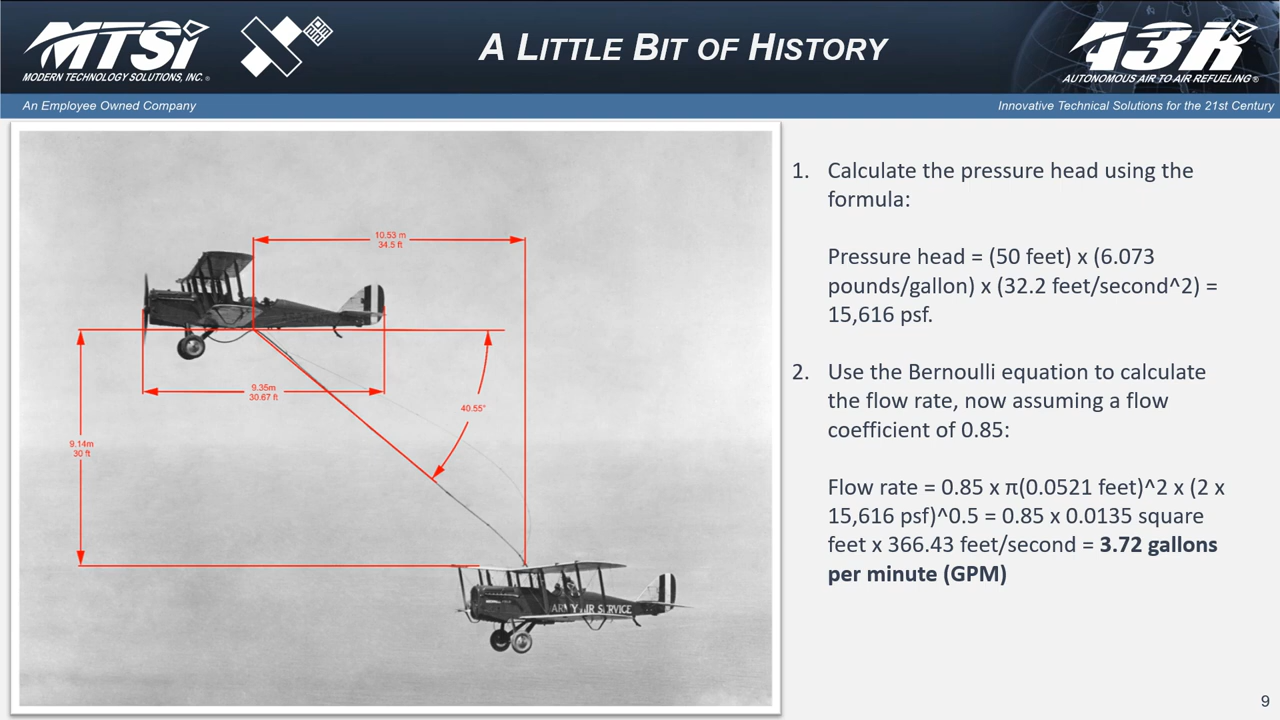 MTSi
MODERN TECHNOLOGY SOLUTIONS, INC.®
A LITTLE BIT OF HISTORY
A3R
AUTONOMOUS AIR TO AIR REFUELING®
An Employee Owned Company
Innovative Technical Solutions for the 21st Century
10.53 m
34.5 ft
9.35m
30.67 ft
40.55°
9.14m
30 ft
ARMY AIR SERVICE
1. Calculate the pressure head using the
formula:
Pressure head = (50 feet) x (6.073
pounds/gallon) x (32.2 feet/second^2) =
15,616 psf.
2. Use the Bernoulli equation to calculate
the flow rate, now assuming a flow
coefficient of 0.85:
Flow rate = 0.85 x π(0.0521 feet)^2 x (2 x
15,616 psf)^0.5 = 0.85 x 0.0135 square
feet x 366.43 feet/second = 3.72 gallons
per minute (GPM)
9